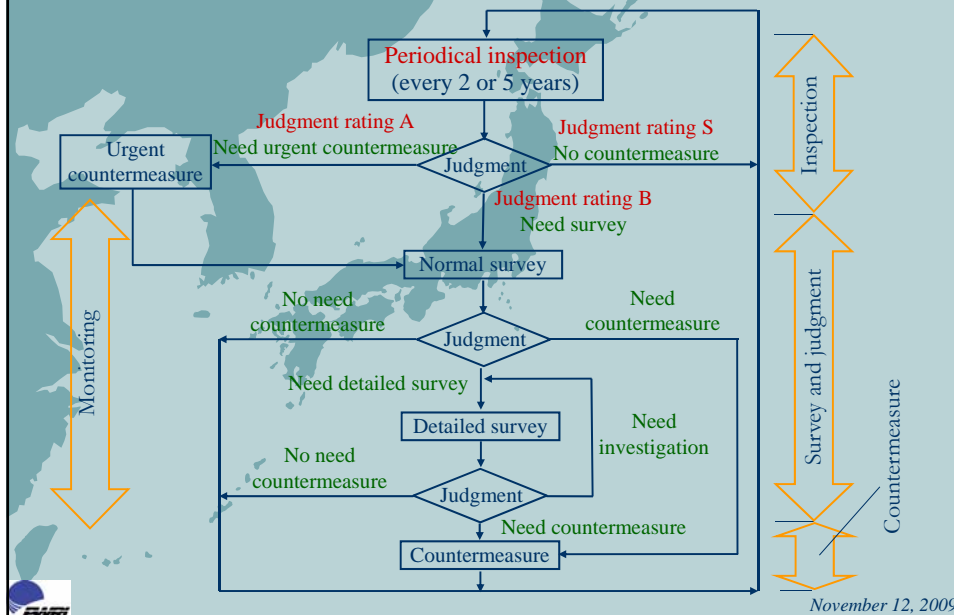 Periodical inspection
(every 2 or 5 years)
Judgment rating A
Need urgent countermeasure
Judgment rating S
No countermeasure
Urgent
countermeasure
Judgment
Judgment rating B
Need survey
Normal survey
No need
countermeasure
Need
countermeasure
Judgment
Need detailed survey
Detailed survey
Need
investigation
No need
countermeasure
Judgment
Need countermeasure
Countermeasure
Monitoring
Inspection
Survey and judgment
Countermeasure
November 12, 2009